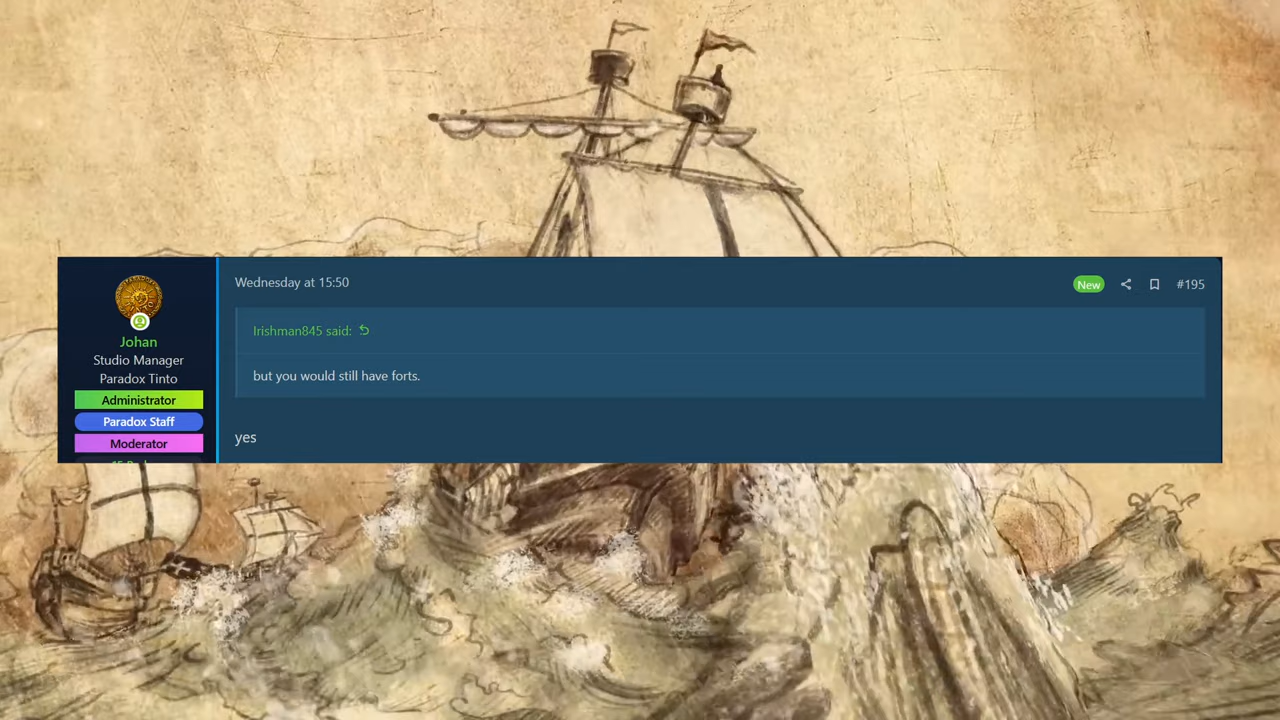 Wednesday at 15:50
New
#195
Johan
Studio Manager
Paradox Tinto
Administrator
Paradox Staff
Moderator
Irishman845 said:
but you would still have forts.
yes